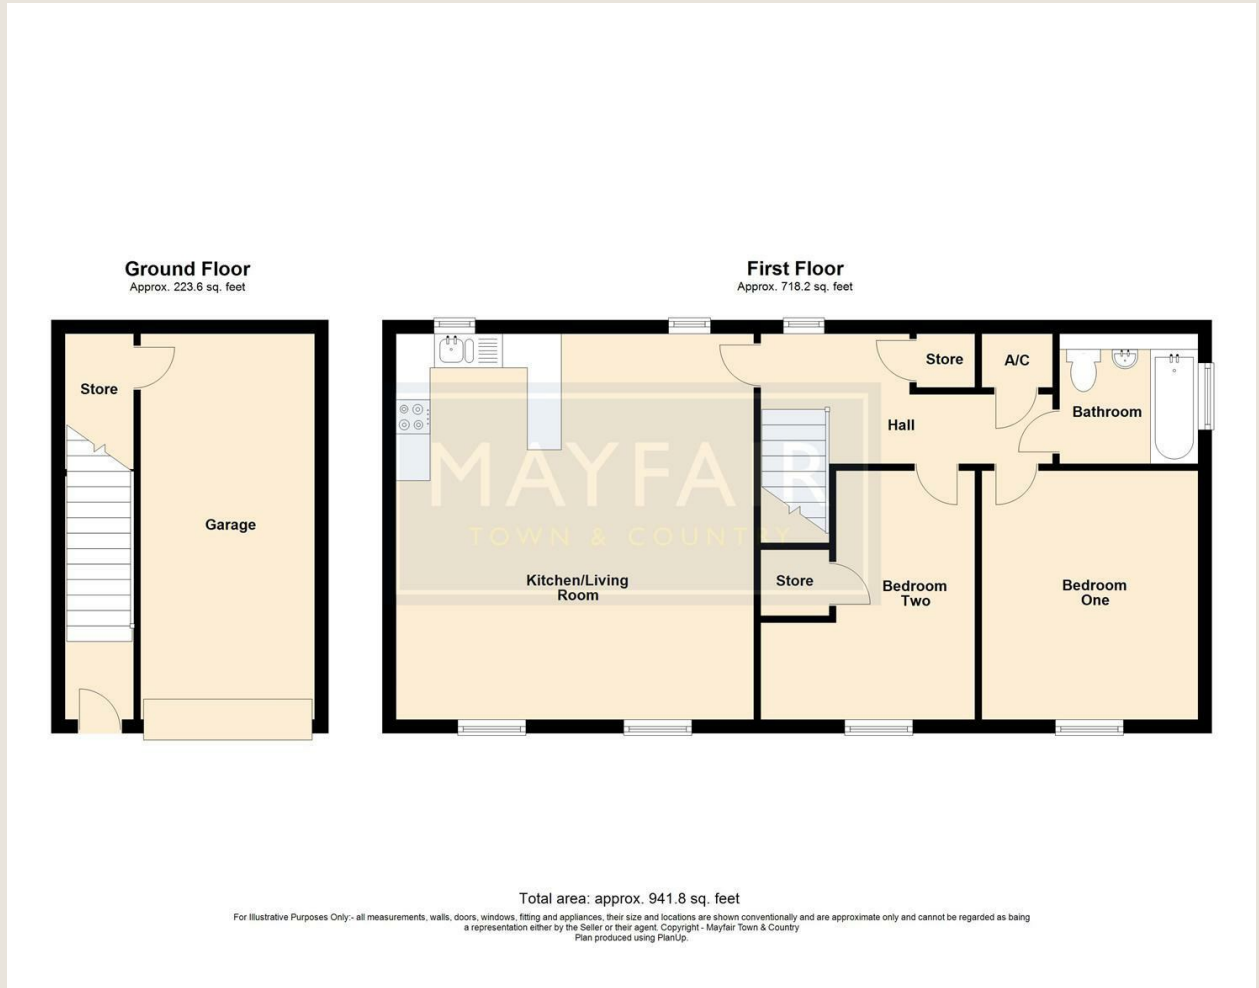 Ground Floor
Approx. 223.6 sq. feet
First Floor
Approx. 718.2 sq. feet
Store
Garage
Store
A/C
Bathroom
Hall
MAYFAIR
TOWN & COUNTRY
Kitchen/Living
Room
Store
Bedroom
Two
Bedroom
One
Total area: approx. 941.8 sq. feet
For Illustrative Purposes Only:- all measurements, walls, doors, windows, fitting and appliances, their size and locations are shown conventionally and are approximate only and cannot be regarded as being
a representation either by the Seller or their agent. Copyright - Mayfair Town & Country
Plan produced using PlanUp.